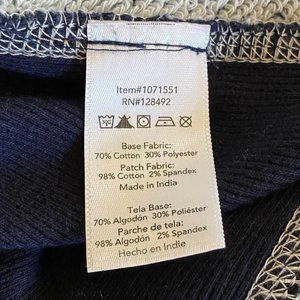 Item#1071551
RN#128492
Base Fabric:
70% Cotton 30% Polyester
Patch Fabric:
98% Cotton 2% Spandex
Made in India
Tela Base:
70% Algodón 30% Poliéster
Parche de tela:
98% Algodón 2% Spandex
Hecho en Indie